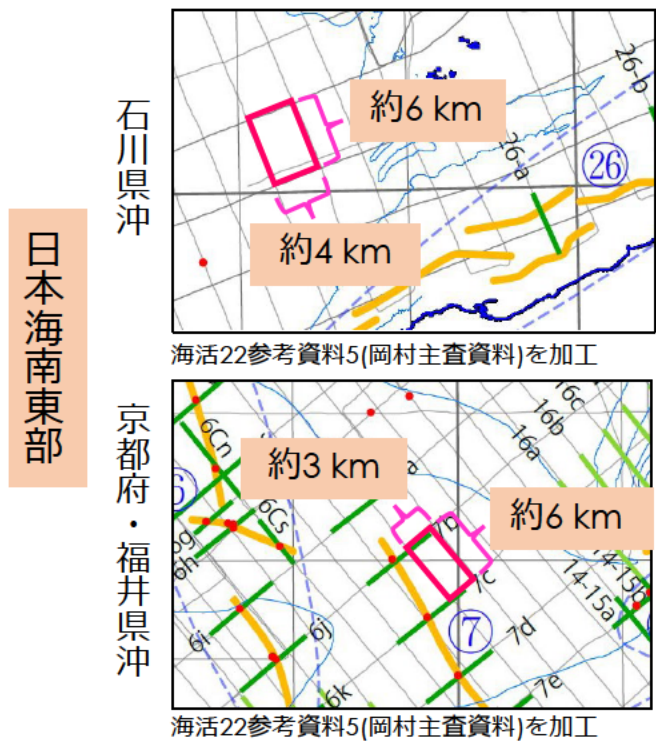 日本海南東部
石川県沖
約6 km
約4 km
26-a
26-b
㉖
海活22参考資料5(岡村主査資料)を加工
京都府・福井県沖
約3 km
約6 km
6Cn
6Cs
6g
6h
6i
6j
6k
7c
7d
7e
⑦
16a
16b
16c
14-15b
14-15a
海活22参考資料5(岡村主査資料)を加工